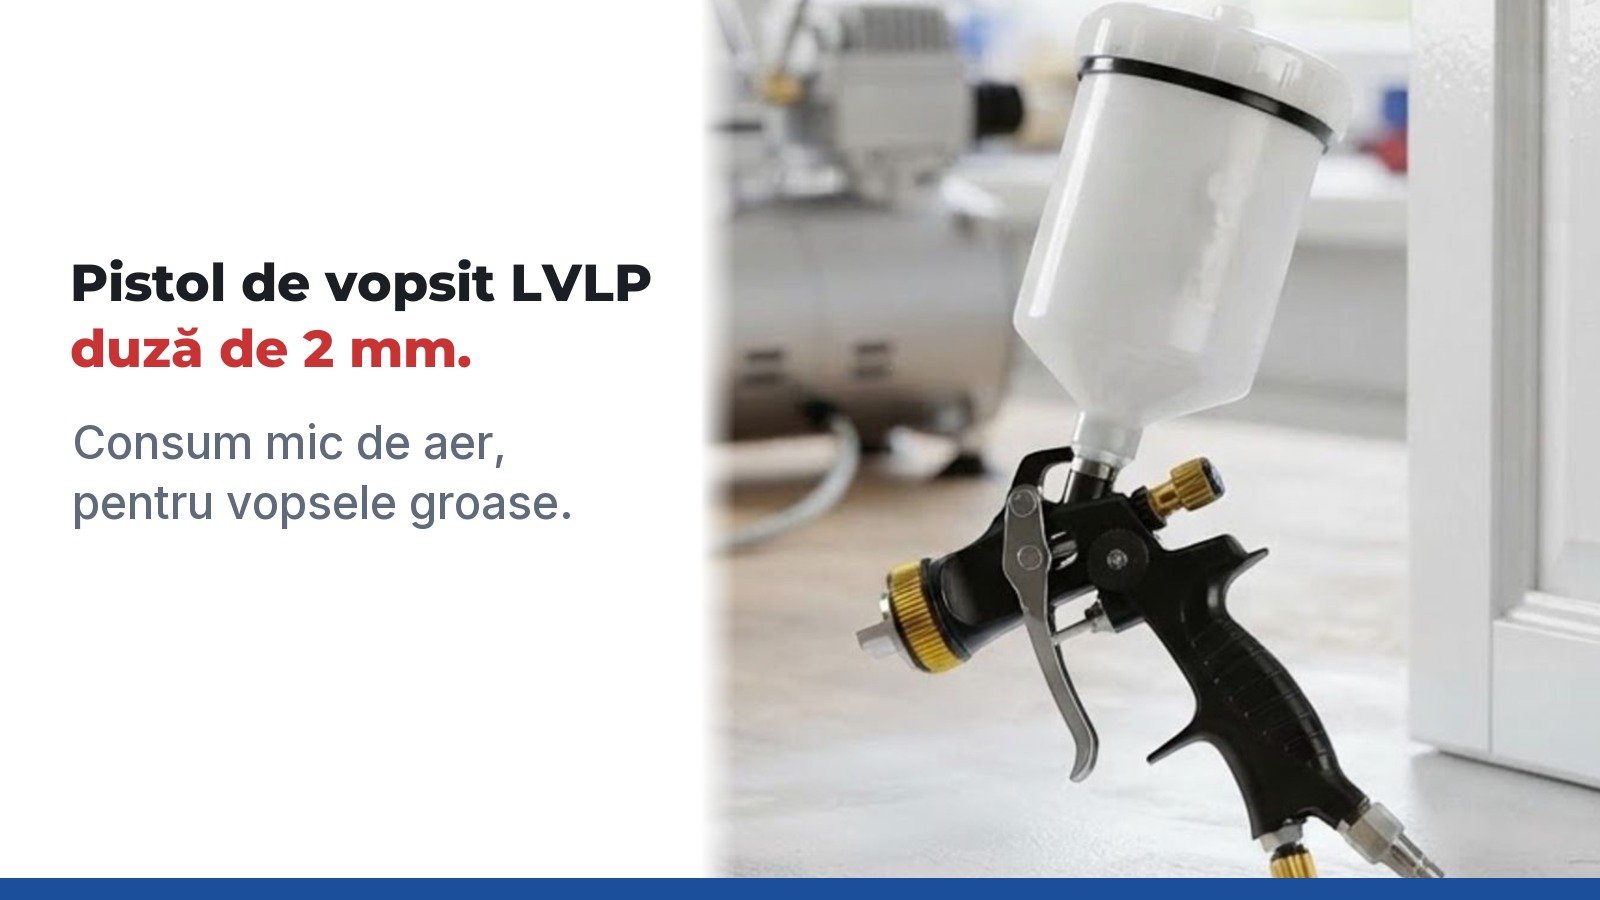 Pistol de vopsit LVLP
duză de 2 mm.
Consum mic de aer,
pentru vopsele groase.